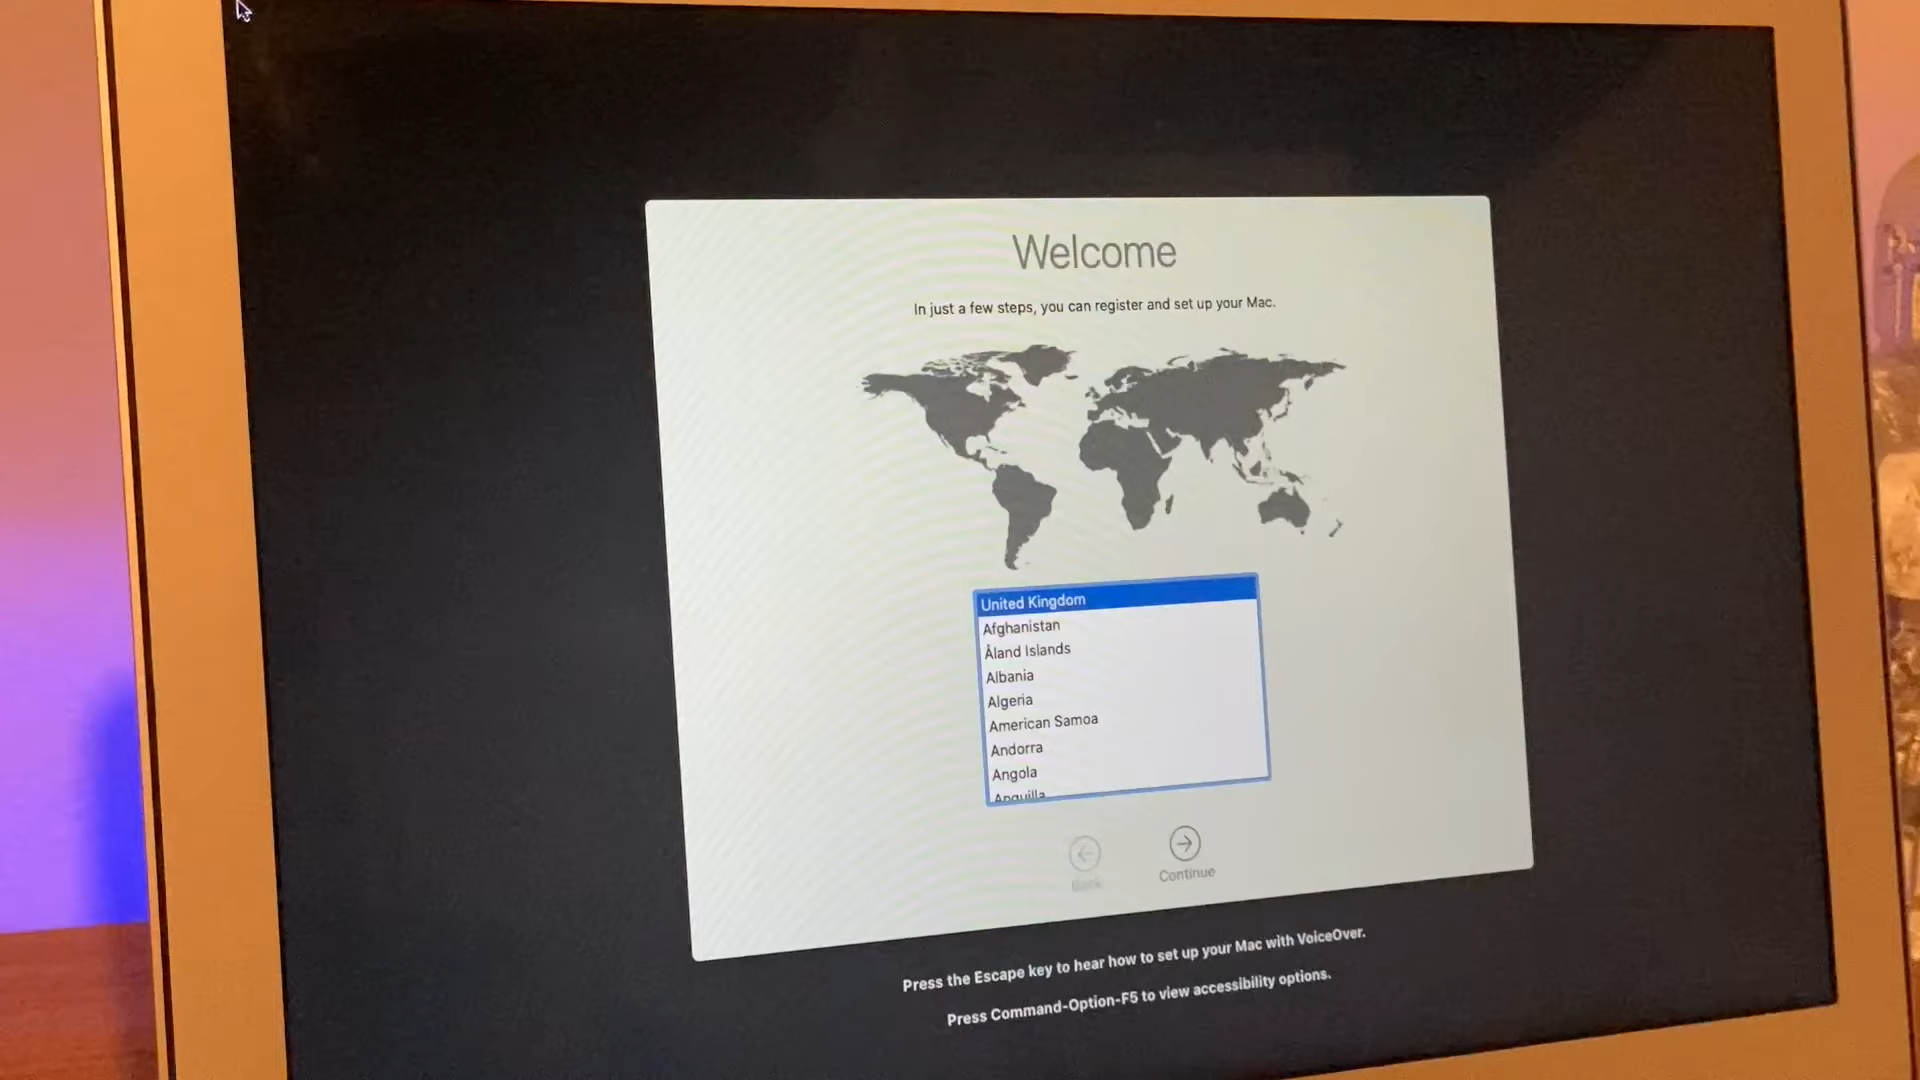 Welcome
In just a few steps, you can register and set up your Mac.
United Kingdom
Afghanistan
Åland Islands
Albania
Algeria
American Samoa
Andorra
Angola
Anguilla
Back
Continue
Press the Escape key to hear how to set up your Mac with VoiceOver.
Press Command-Option-F5 to view accessibility options.